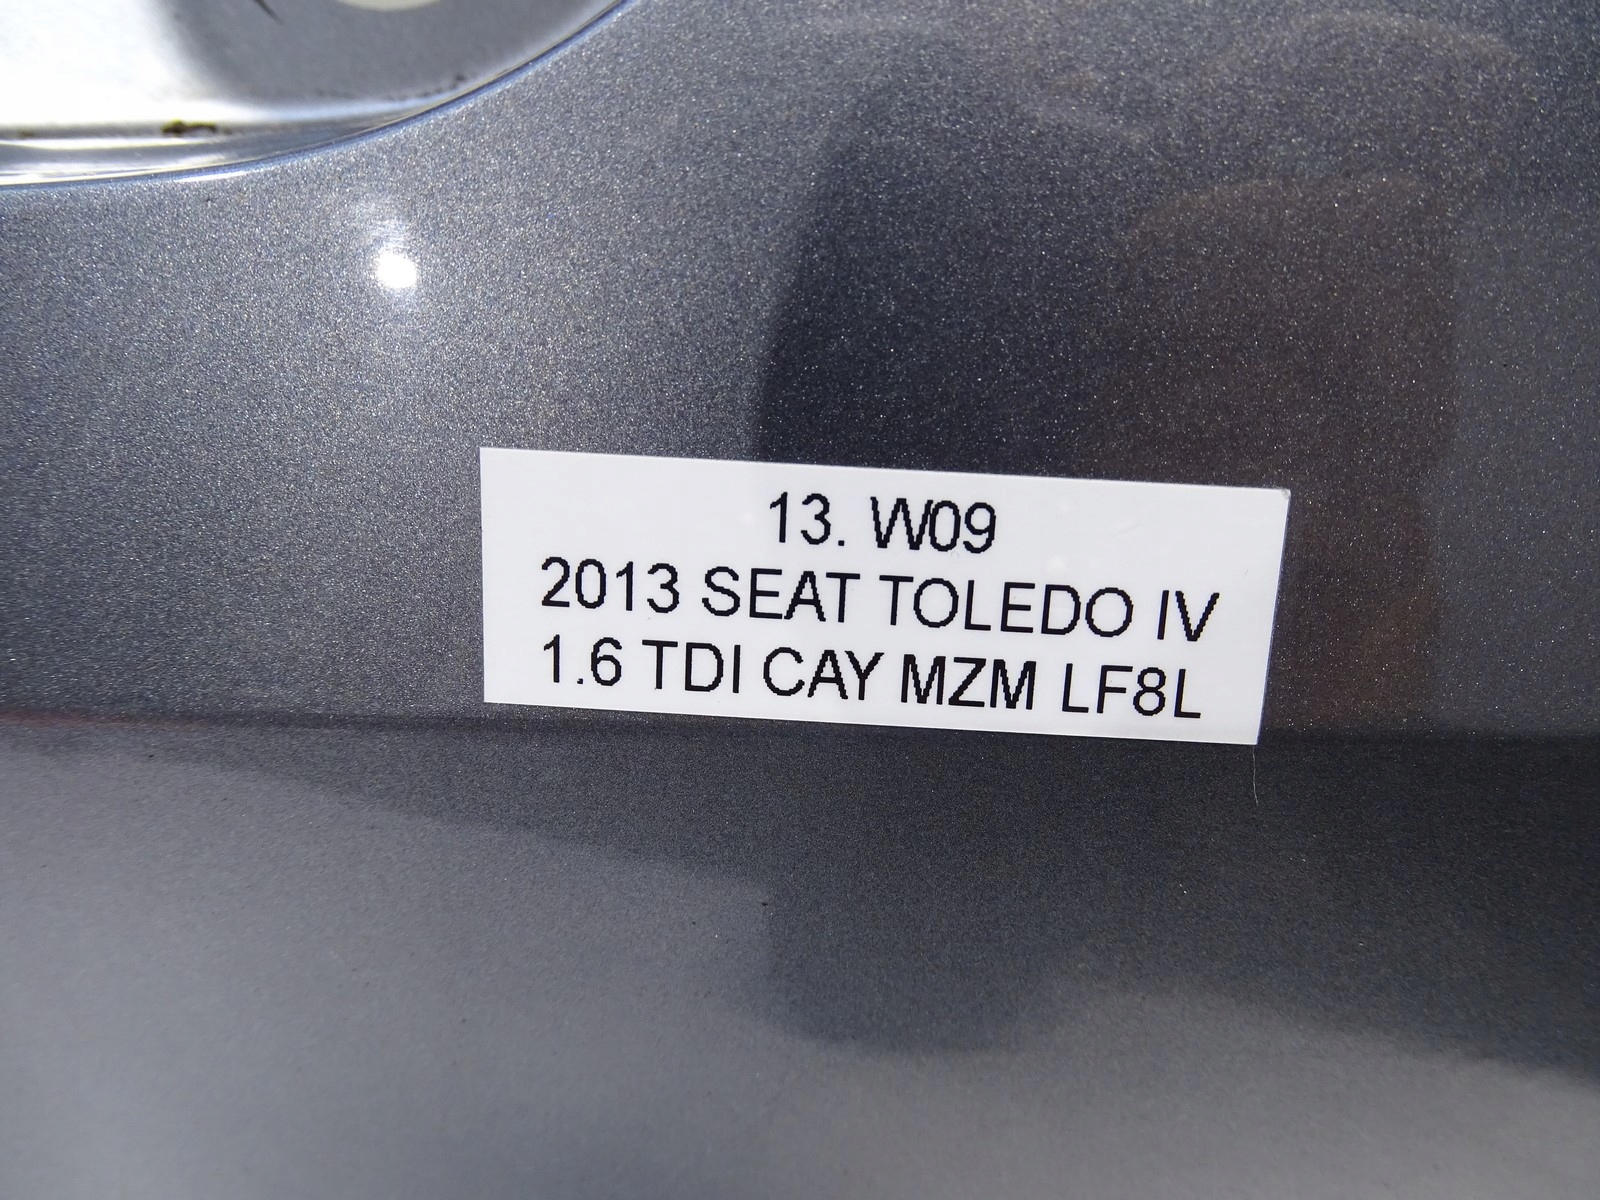 13. W09
2013 SEAT TOLEDO IV
1.6 TDI CAY MZM LF8L